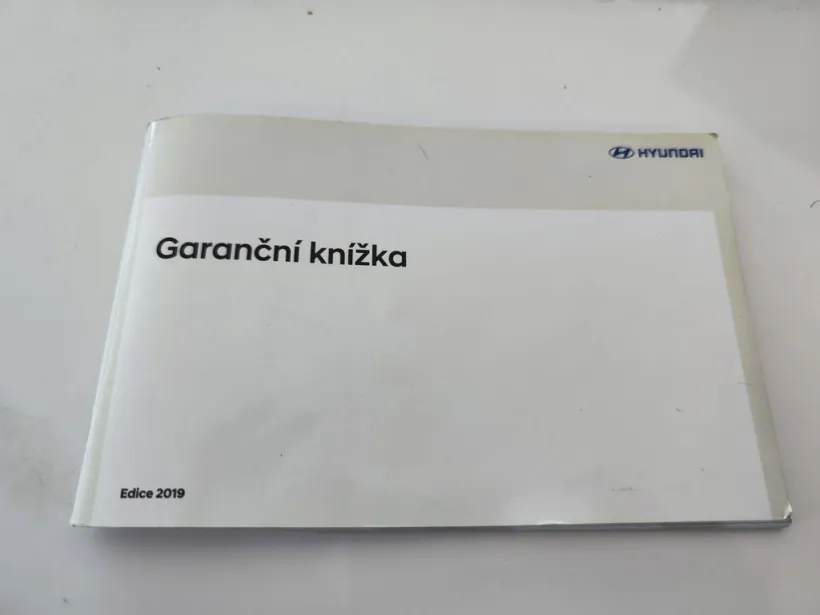 HYUNDAI
Garanční knížka
Edice 2019